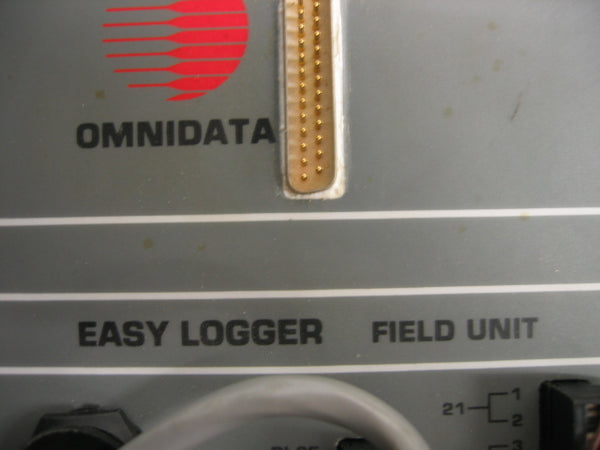 OMNIDATA
EASY LOGGER FIELD UNIT
21 1
2
3